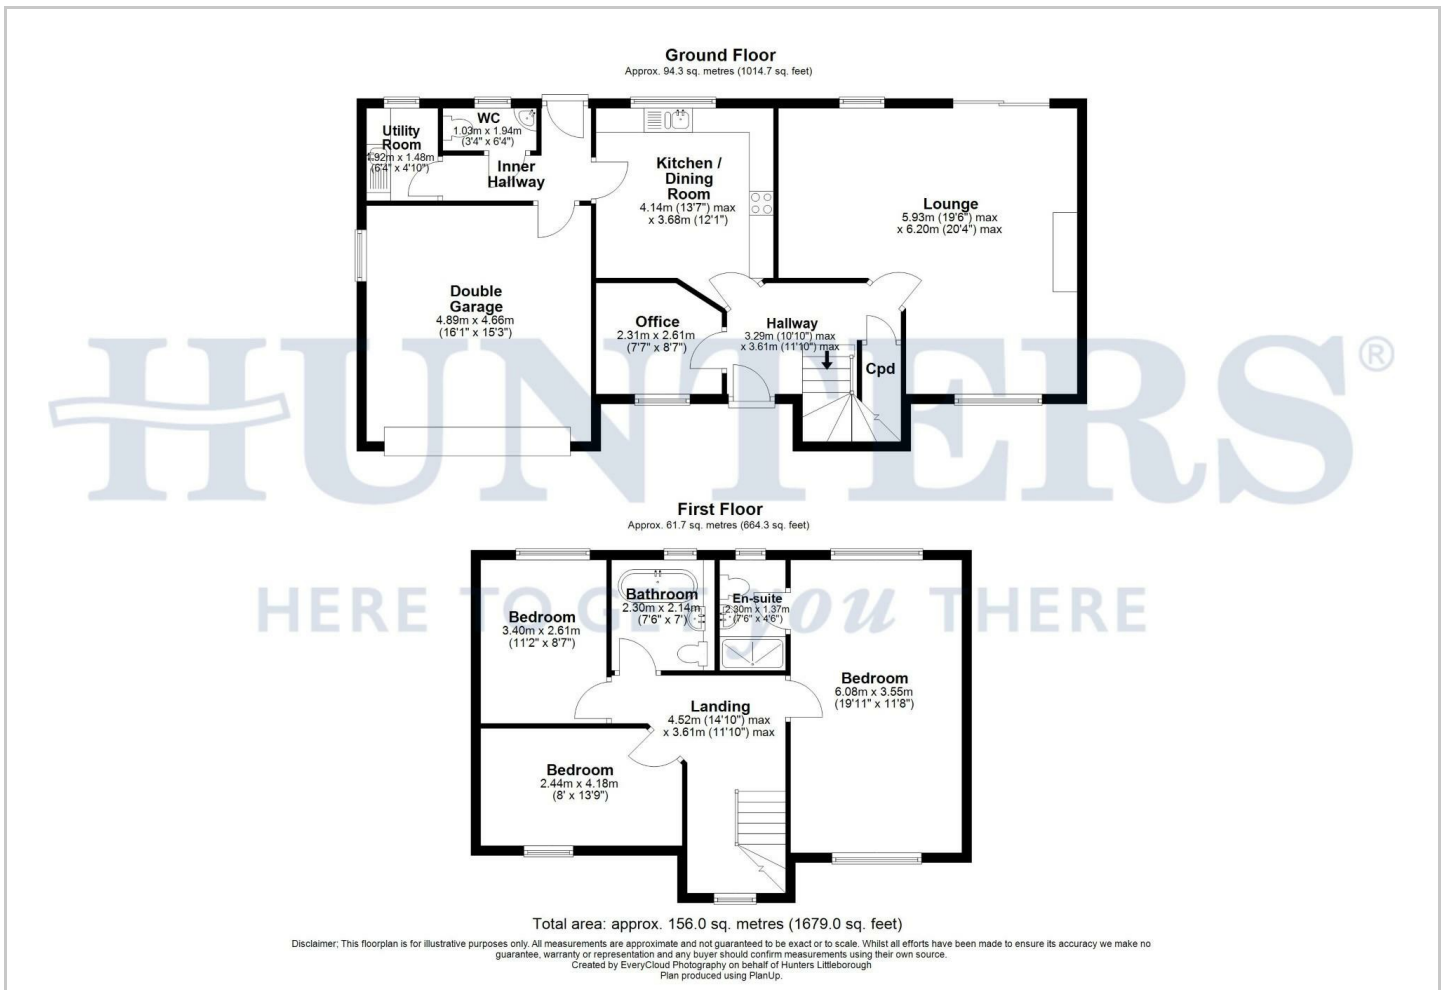 Ground Floor
Approx. 94.3 sq. metres (1014.7 sq. feet)
Utility
Room
1.92m x 1.48m
(6'4" x 4'10")
WC
1.03m x 1.94m
(3'4" x 6'4")
Inner
Hallway
Kitchen /
Dining
Room
4.14m (13'7") max
x 3.68m (12'1")
Lounge
5.93m (19'6") max
x 6.20m (20'4") max
Double
Garage
4.89m x 4.66m
(16'1" x 15'3")
Office
2.31m x 2.61m
(7'7" x 8'7")
Hallway
3.29m (10'10") max
x 3.61m (11'10") max
Cpd
HUNTERS®
HERE TO GET you THERE
First Floor
Approx. 61.7 sq. metres (664.3 sq. feet)
Bedroom
3.40m x 2.61m
(11'2" x 8'7")
Bathroom
2.30m x 2.14m
(7'6" x 7')
En-suite
2.30m x 1.37m
(7'6" x 4'6")
Bedroom
6.08m x 3.55m
(19'11" x 11'8")
Landing
4.52m (14'10") max
x 3.61m (11'10") max
Bedroom
2.44m x 4.18m
(8' x 13'9")
Total area: approx. 156.0 sq. metres (1679.0 sq. feet)
Disclaimer; This floorplan is for illustrative purposes only. All measurements are approximate and not guaranteed to be exact or to scale. Whilst all efforts have been made to ensure its accuracy we make no
guarantee, warranty or representation and any buyer should confirm measurements using their own source.
Created by EveryCloud Photography on behalf of Hunters Littleborough
Plan produced using PlanUp.